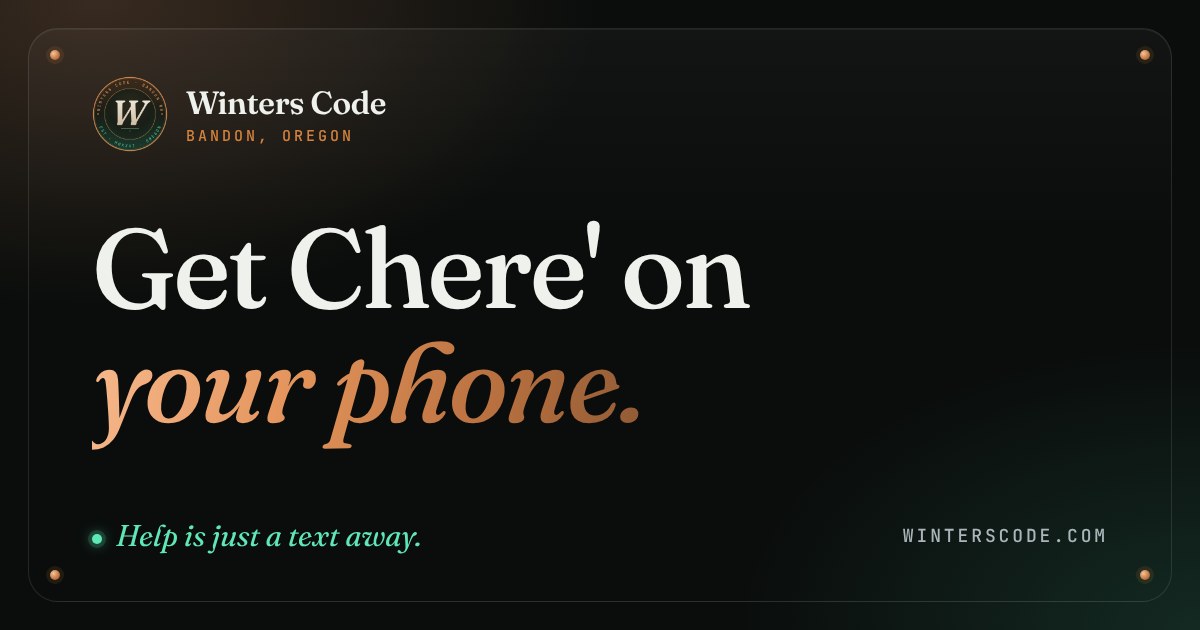 W
Winters Code
BANDON, OREGON
Get Chere' on
your phone.
Help is just a text away.
WINTERSCODE.COM